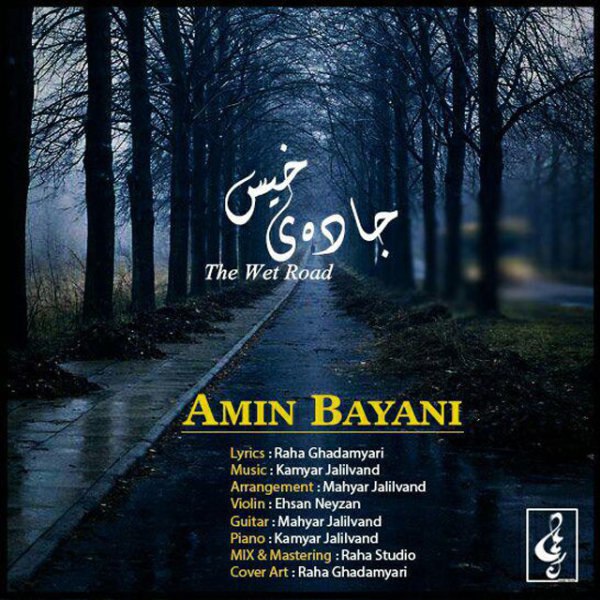 جاده‌ی خیس
The Wet Road
AMIN BAYANI
Lyrics : Raha Ghadamyari
Music : Kamyar Jalilvand
Arrangement : Mahyar Jalilvand
Violin : Ehsan Neyzan
Guitar : Mahyar Jalilvand
Piano : Kamyar Jalilvand
MIX & Mastering : Raha Studio
Cover Art : Raha Ghadamyari